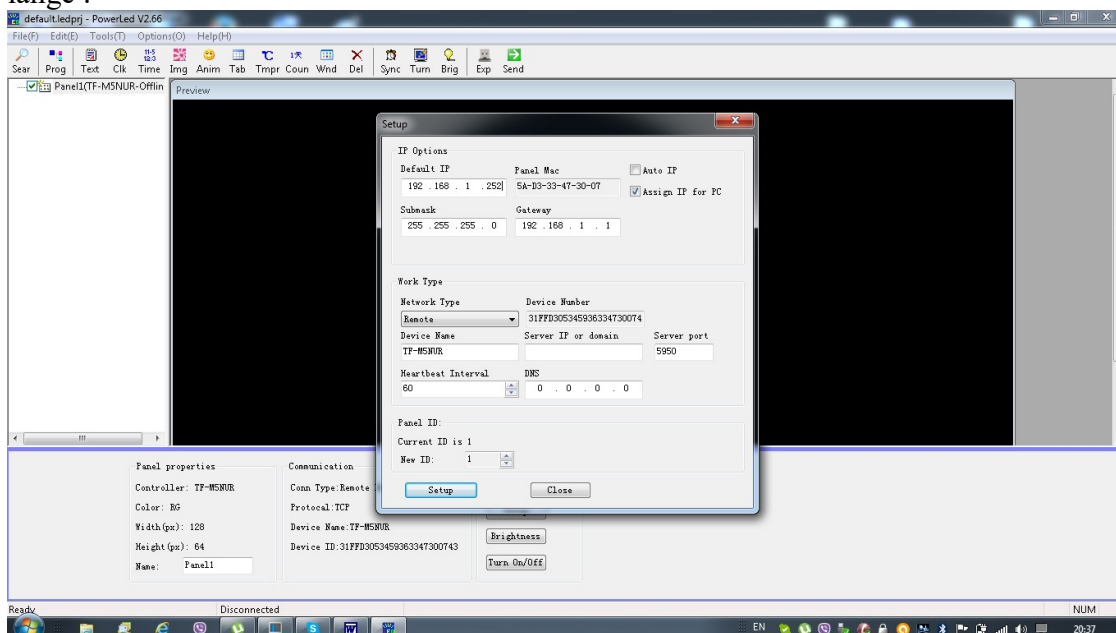 default.ledprj - PowerLed V2.66
File(F) Edit(E) Tools(T) Options(O) Help(H)
Sear Prog Text Clk Time Img Anim Tab Tmpr Coun Wnd Del Sync Turn Brig Exp Send
Panel1(TF-M5NUR-Offlin
Preview
Setup
IP Options
Default IP Panel Mac Auto IP
192 . 168 . 1 . 252 5A-D3-33-47-30-07 Assign IP for PC
Submask Gateway
255 . 255 . 255 . 0 192 . 168 . 1 . 1
Work Type
Network Type Device Number
Remote 31FFD305345936334730074
Device Name Server IP or domain Server port
TF-M5NUR 5950
Heartbeat Interval DNS
60 0 . 0 . 0 . 0
Panel ID:
Current ID is 1
New ID: 1
Setup Close
Panel properties Communication
Controller: TF-M5NUR Conn Type:Remote
Color: RG Protocal:TCP
Width(px): 128 Device Name:TF-M5NUR
Height(px): 64 Device ID:31FFD3053459363347300743
Name: Panel1
Brightness
Turn On/Off
Ready Disconnected NUM
EN 20:37